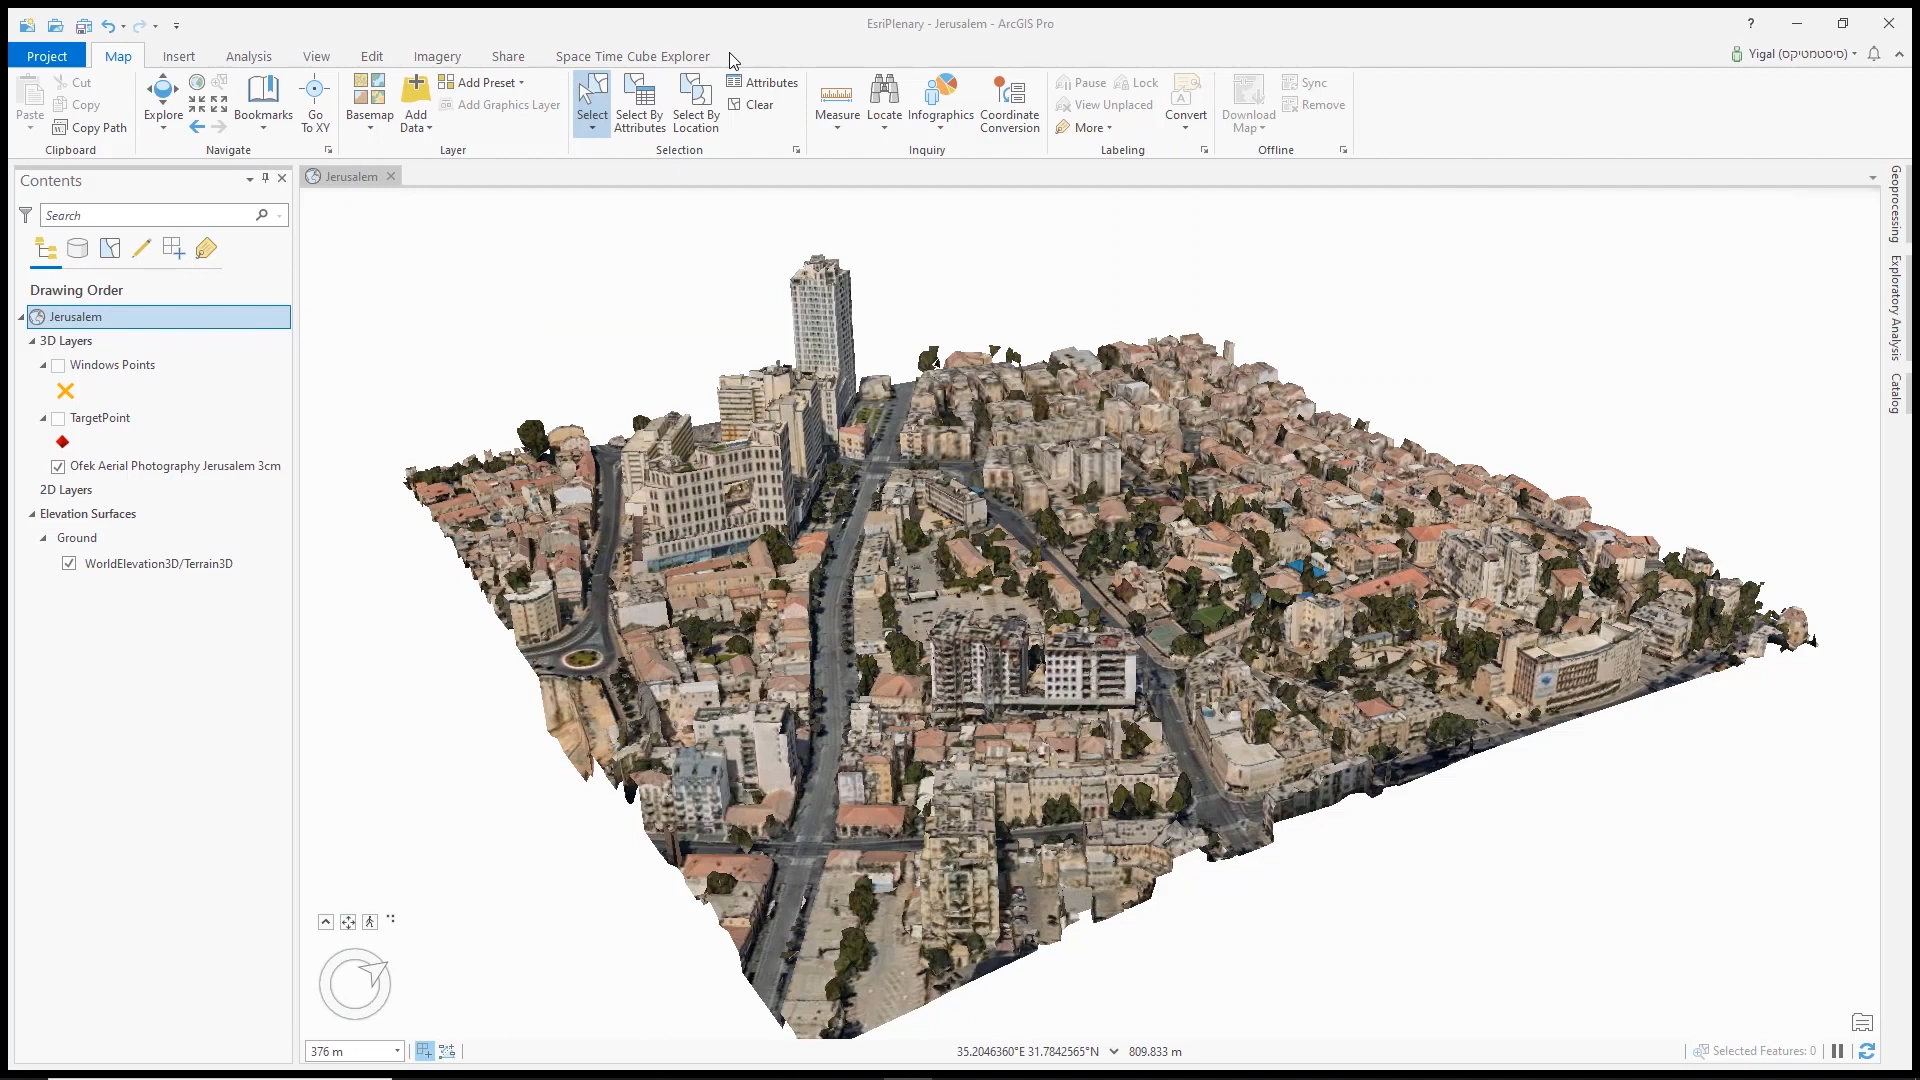 EsriPlenary - Jerusalem - ArcGIS Pro
?
Project
Map
Insert
Analysis
View
Edit
Imagery
Share
Space Time Cube Explorer
Yigal (סיסטמטיקס)
Paste
Cut
Copy
Copy Path
Clipboard
Explore
Bookmarks
Go
To XY
Navigate
Basemap
Add
Data
Add Preset
Add Graphics Layer
Layer
Select
Select By
Attributes
Select By
Location
Attributes
Clear
Selection
Measure
Locate
Infographics
Coordinate
Conversion
Inquiry
Pause
Lock
View Unplaced
More
Convert
Labeling
Download
Map
Sync
Remove
Offline
Contents
Search
Drawing Order
Jerusalem
3D Layers
Windows Points
TargetPoint
Ofek Aerial Photography Jerusalem 3cm
2D Layers
Elevation Surfaces
Ground
WorldElevation3D/Terrain3D
Jerusalem
Geoprocessing
Exploratory Analysis
Catalog
376 m
35.2046360°E 31.7842565°N
809.833 m
Selected Features: 0